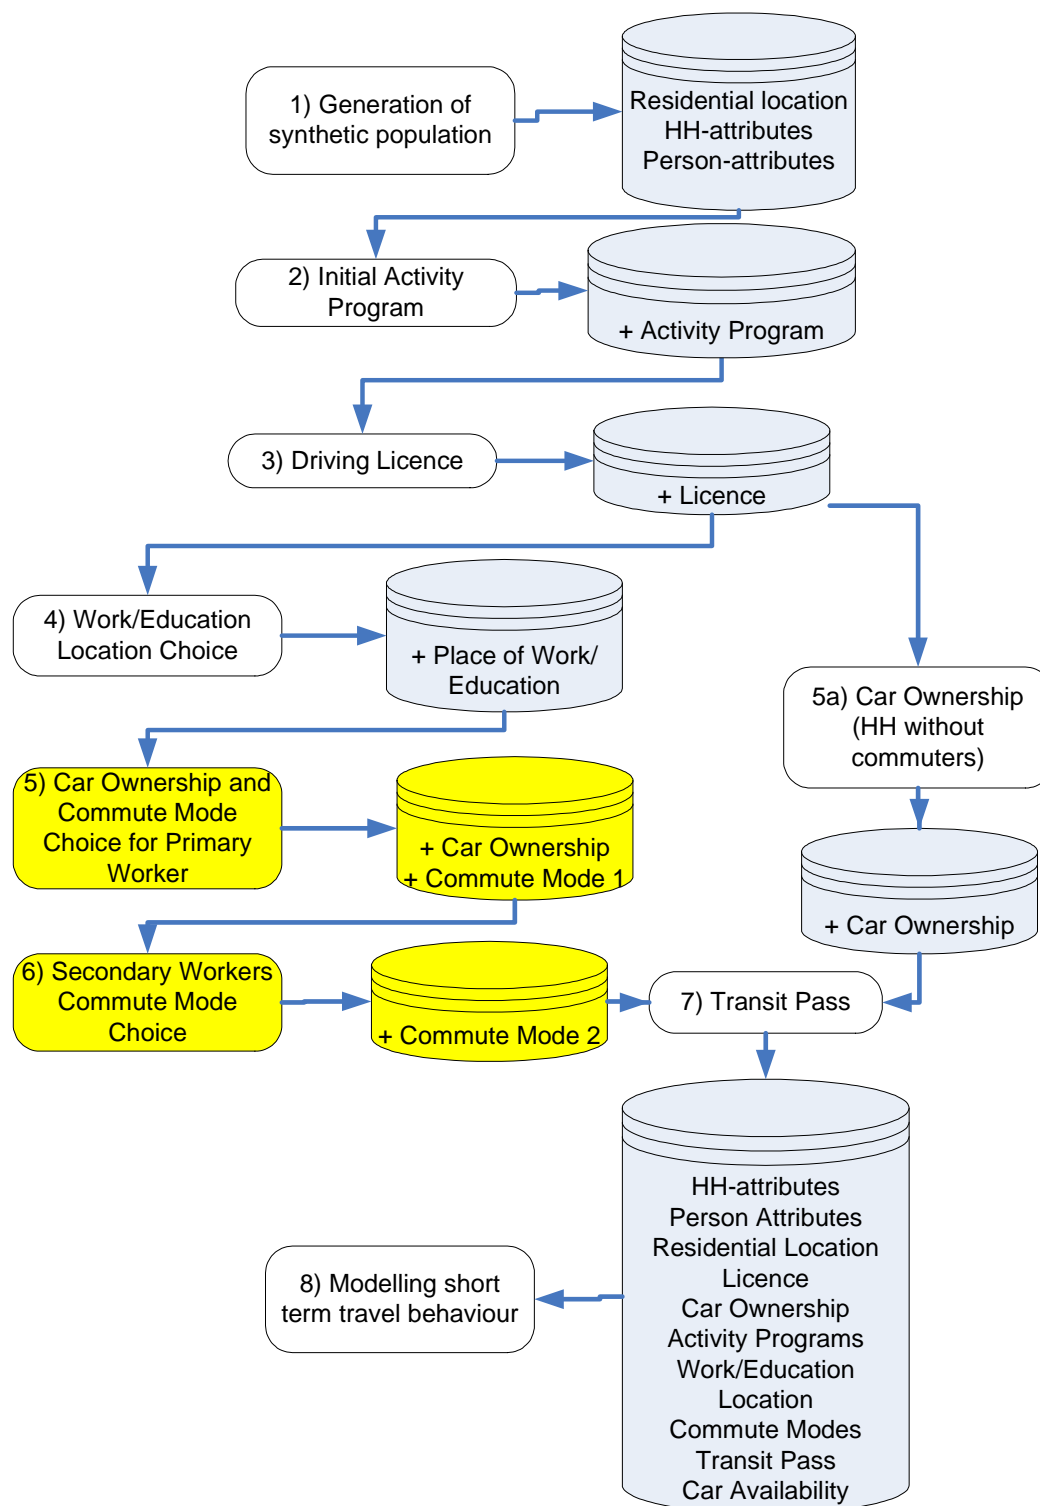 1) Generation of
synthetic population
Residential location
HH-attributes
Person-attributes
2) Initial Activity
Program
+ Activity Program
3) Driving Licence
+ Licence
4) Work/Education
Location Choice
+ Place of Work/
Education
5a) Car Ownership
(HH without
commuters)
5) Car Ownership and
Commute Mode
Choice for Primary
Worker
+ Car Ownership
+ Commute Mode 1
+ Car Ownership
6) Secondary Workers
Commute Mode
Choice
+ Commute Mode 2
7) Transit Pass
HH-attributes
Person Attributes
Residential Location
Licence
Car Ownership
Activity Programs
Work/Education
Location
Commute Modes
Transit Pass
Car Availability
8) Modelling short
term travel behaviour